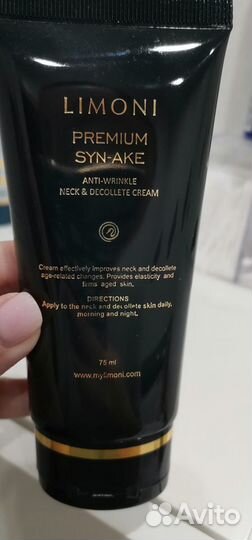 LIMONI
PREMIUM
SYN-AKE
ANTI-WRINKLE
NECK & DECOLLETE CREAM
Cream effectively improves neck and decollete
age-related changes. Provides elasticity and
firms aged skin.
DIRECTIONS
Apply to the neck and decollete skin daily,
morning and night.
75 ml
www.mylimoni.com
Avito